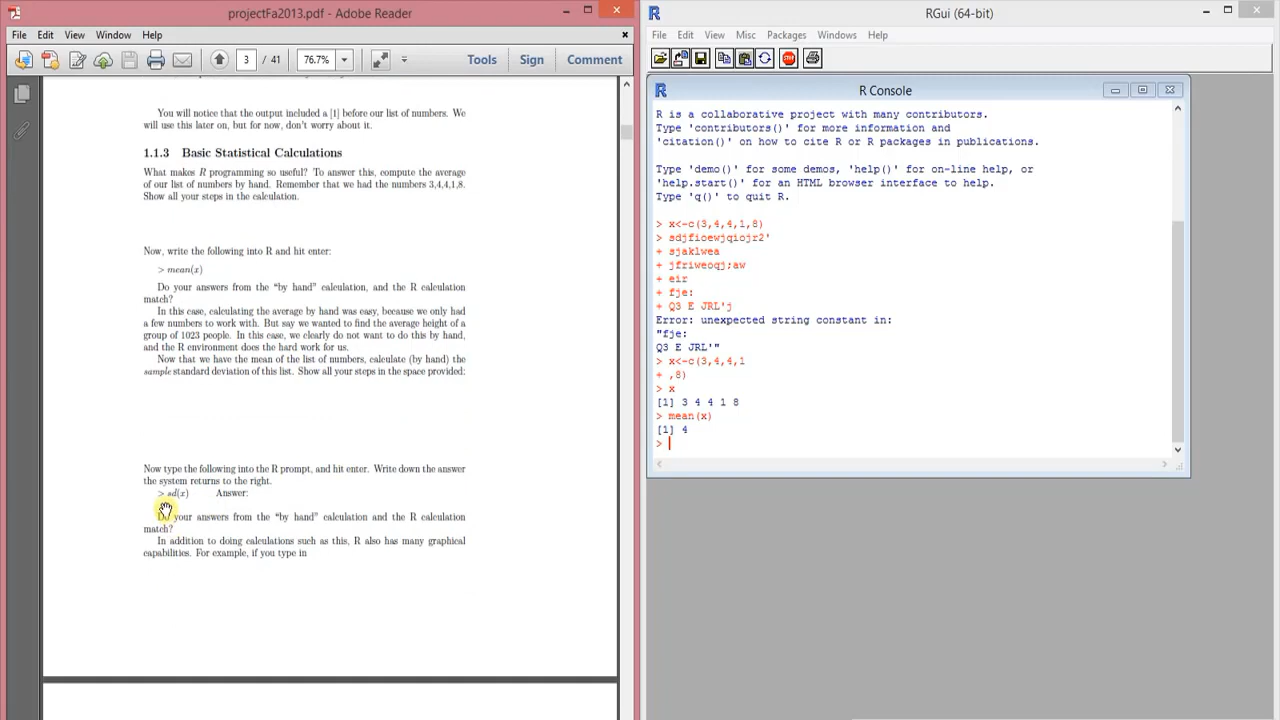 projectFa2013.pdf - Adobe Reader
File Edit View Window Help
3 / 41 76.7% Tools Sign Comment
You will notice that the output included a [1] before our list of numbers. We
will use this later on, but for now, don't worry about it.
1.1.3 Basic Statistical Calculations
What makes R programming so useful? To answer this, compute the average
of our list of numbers by hand. Remember that we had the numbers 3,4,4,1,8.
Show all your steps in the calculation.
Now, write the following into R and hit enter:
> mean(x)
Do your answers from the “by hand” calculation, and the R calculation
match?
In this case, calculating the average by hand was easy, because we only had
a few numbers to work with. But say we wanted to find the average height of a
group of 1023 people. In this case, we clearly do not want to do this by hand,
and the R environment does the hard work for us.
Now that we have the mean of the list of numbers, calculate (by hand) the
sample standard deviation of this list. Show all your steps in the space provided:
Now type the following into the R prompt, and hit enter. Write down the answer
the system returns to the right.
> sd(x) Answer:
Do your answers from the “by hand” calculation and the R calculation
match?
In addition to doing calculations such as this, R also has many graphical
capabilities. For example, if you type in
RGui (64-bit)
File Edit View Misc Packages Windows Help
STOP
R Console
R is a collaborative project with many contributors.
Type 'contributors()' for more information and
'citation()' on how to cite R or R packages in publications.
Type 'demo()' for some demos, 'help()' for on-line help, or
'help.start()' for an HTML browser interface to help.
Type 'q()' to quit R.
> x<-c(3,4,4,1,8)
> sdjfioewjqiojr2'
+ sjaklwea
+ jfriweoqj;aw
+ eir
+ fje:
+ Q3 E JRL'j
Error: unexpected string constant in:
"fje:
Q3 E JRL'"
> x<-c(3,4,4,1
+ ,8)
> x
[1] 3 4 4 1 8
> mean(x)
[1] 4
>